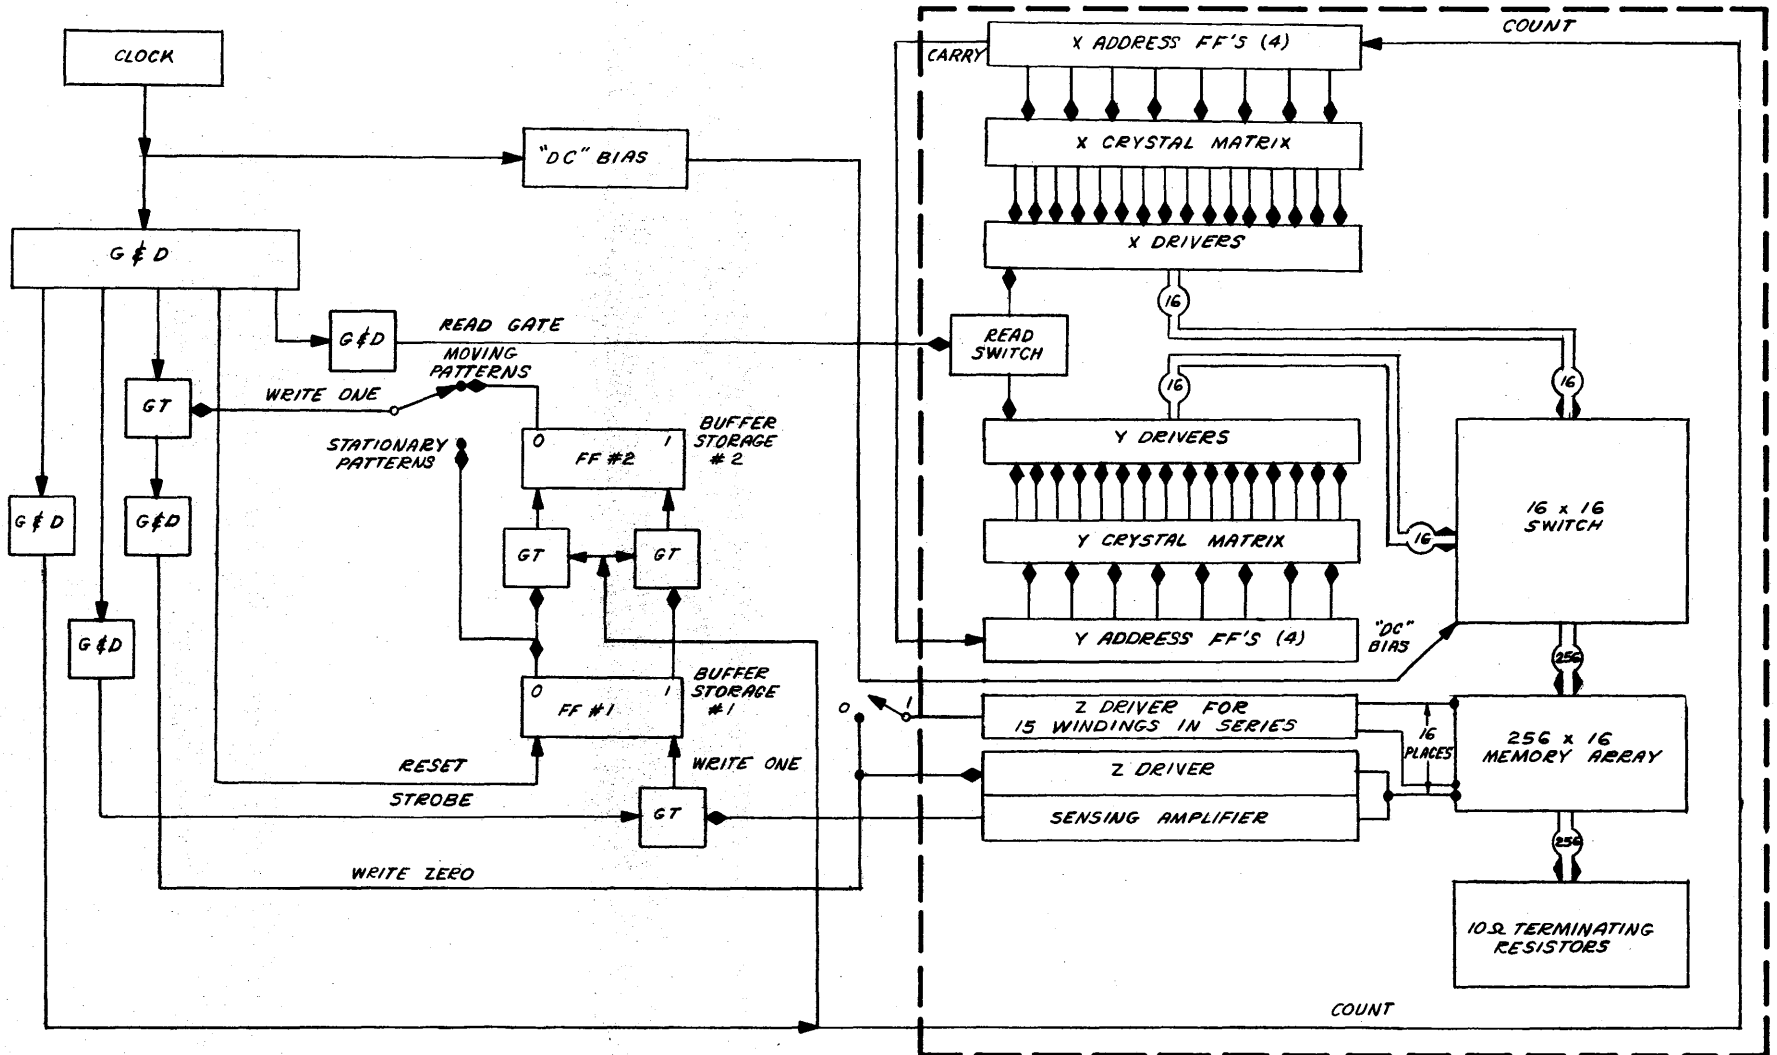 CLOCK
"DC" BIAS
G & D
G & D
READ GATE
MOVING
PATTERNS
WRITE ONE
GT
STATIONARY
PATTERNS
0 1
FF #2
BUFFER
STORAGE
#2
G & D
G & D
GT
GT
G & D
0 1
FF #1
BUFFER
STORAGE
#1
RESET
STROBE
WRITE ONE
GT
WRITE ZERO
0
1
CARRY
X ADDRESS FF'S (4)
COUNT
X CRYSTAL MATRIX
X DRIVERS
16
READ
SWITCH
16
16
Y DRIVERS
16
Y CRYSTAL MATRIX
16 x 16
SWITCH
Y ADDRESS FF'S (4)
"DC"
BIAS
256
Z DRIVER FOR
15 WINDINGS IN SERIES
16
PLACES
256 x 16
MEMORY ARRAY
Z DRIVER
SENSING AMPLIFIER
256
10Ω TERMINATING
RESISTORS
COUNT